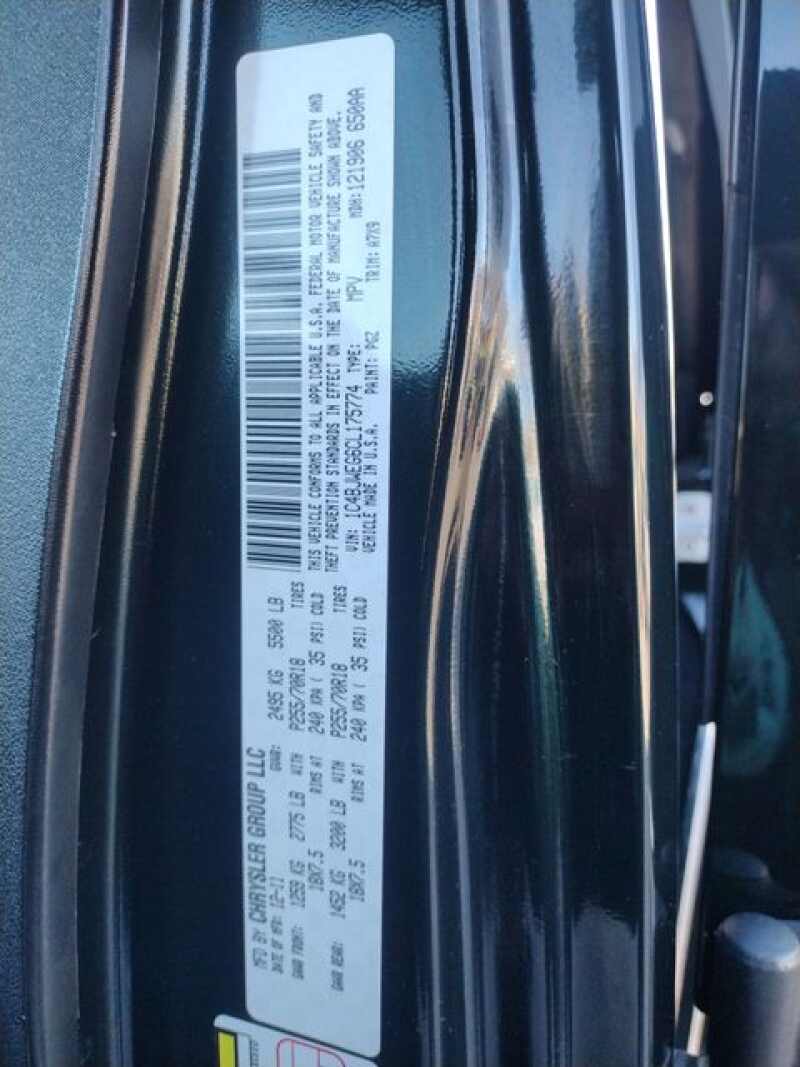 MFD BY CHRYSLER GROUP LLC
DATE OF MFR: 12-11 GVWR: 2495 KG 5500 LB
GAWR FRONT: 1259 KG 2775 LB WITH P255/70R18 TIRES
18X7.5 RIMS AT 240 KPA ( 35 PSI) COLD
GAWR REAR: 1452 KG 3200 LB WITH P255/70R18 TIRES
18X7.5 RIMS AT 240 KPA ( 35 PSI) COLD
THIS VEHICLE CONFORMS TO ALL APPLICABLE U.S.A. FEDERAL MOTOR VEHICLE SAFETY AND
THEFT PREVENTION STANDARDS IN EFFECT ON THE DATE OF MANUFACTURE SHOWN ABOVE.
VIN: 1C4BJWEG6CL175774 TYPE: MPV MDH:121906 650AA
VEHICLE MADE IN U.S.A. PAINT: PGZ TRIM: A7X9